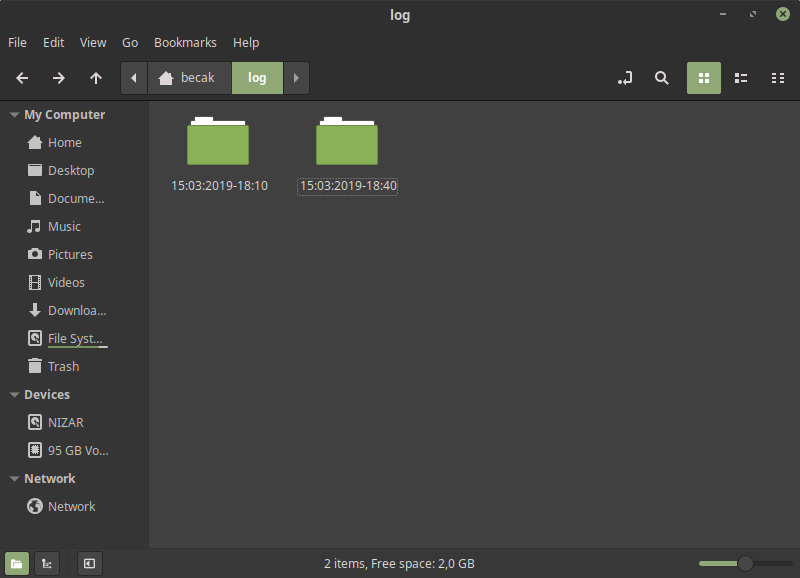 log
File Edit View Go Bookmarks Help
becak log
My Computer
Home
Desktop
Docume...
Music
Pictures
Videos
Downloa...
File Syst...
Trash
Devices
NIZAR
95 GB Vo...
Network
Network
15:03:2019-18:10 15:03:2019-18:40
2 items, Free space: 2,0 GB